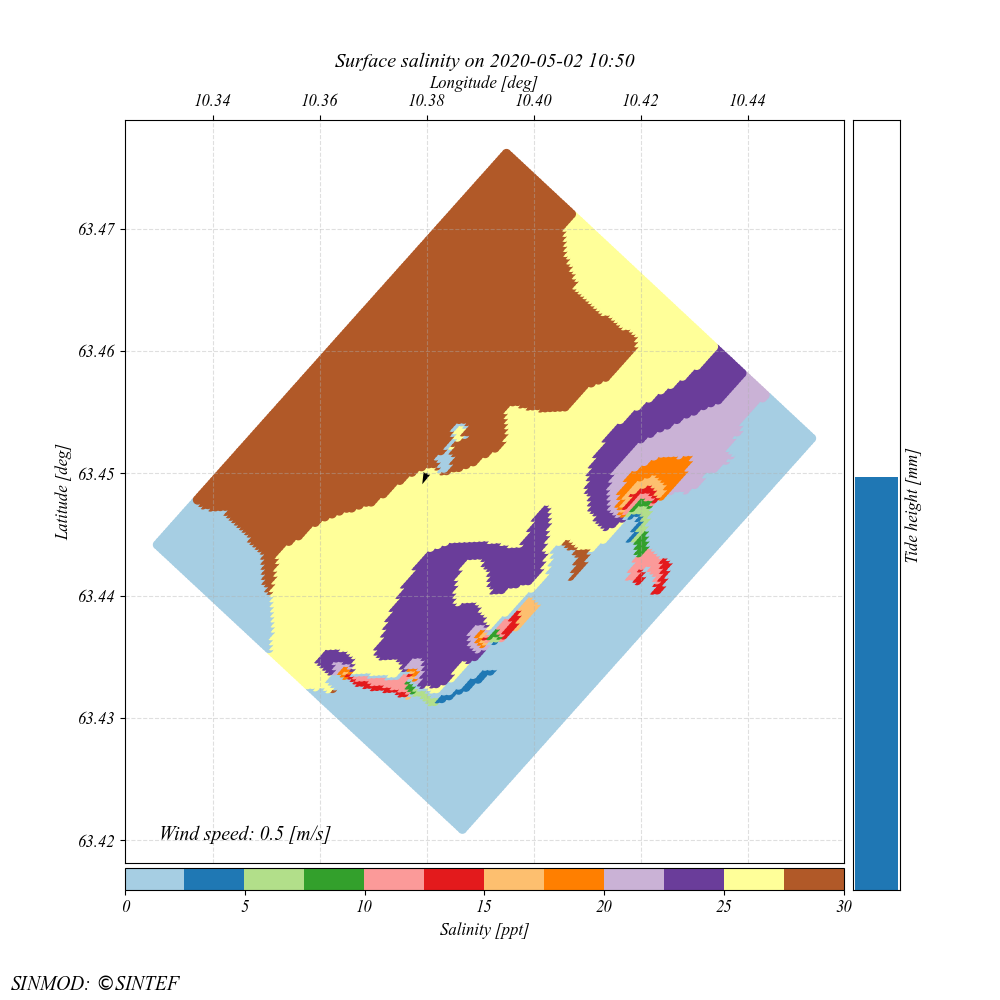 Surface salinity on 2020-05-02 10:50
Longitude [deg]
10.34 10.36 10.38 10.40 10.42 10.44
63.47
63.46
63.45
63.44
63.43
63.42
Latitude [deg]
Tide height [mm]
Wind speed: 0.5 [m/s]
0 5 10 15 20 25 30
Salinity [ppt]
SINMOD: ©SINTEF